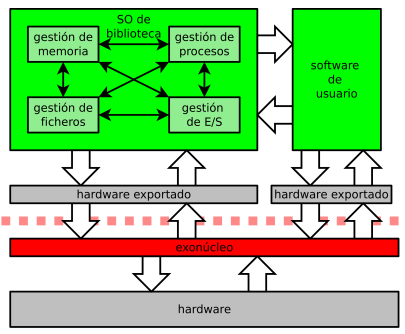 SO de
biblioteca
gestión de
memoria
gestión de
procesos
gestión de
ficheros
gestión
de E/S
software
de
usuario
hardware exportado
hardware exportado
exonúcleo
hardware